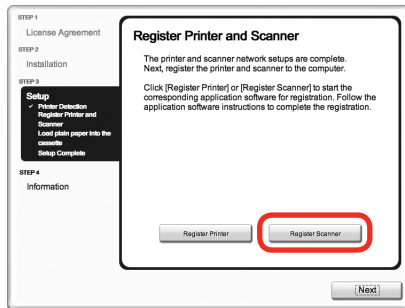 STEP 1
License Agreement
STEP 2
Installation
STEP 3
Setup
✓ Printer Detection
Register Printer and
Scanner
Load plain paper into the
cassette
Setup Complete
STEP 4
Information
Register Printer and Scanner
The printer and scanner network setups are complete.
Next, register the printer and scanner to the computer.
Click [Register Printer] or [Register Scanner] to start the
corresponding application software for registration. Follow the
application software instructions to complete the registration.
Register Printer
Register Scanner
Next